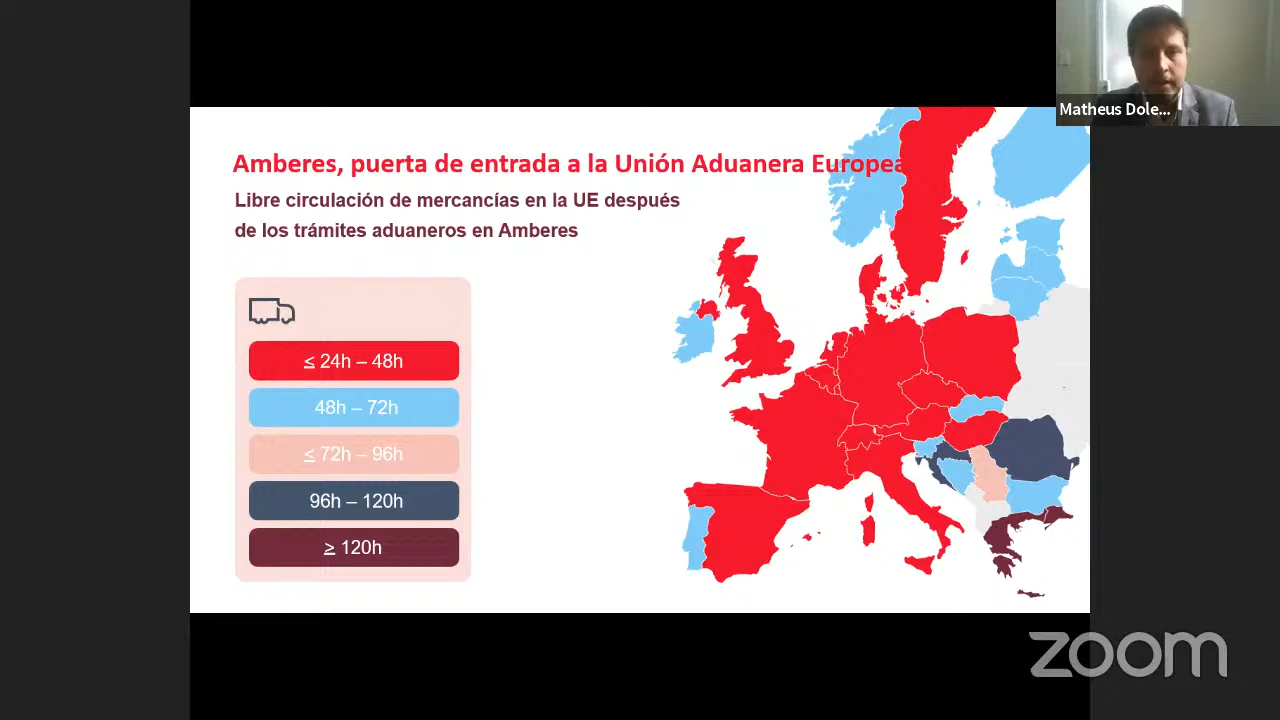 Matheus Dole...
Amberes, puerta de entrada a la Unión Aduanera Europea
Libre circulación de mercancías en la UE después
de los trámites aduaneros en Amberes
≤ 24h – 48h
48h – 72h
≤ 72h – 96h
96h – 120h
≥ 120h
zoom